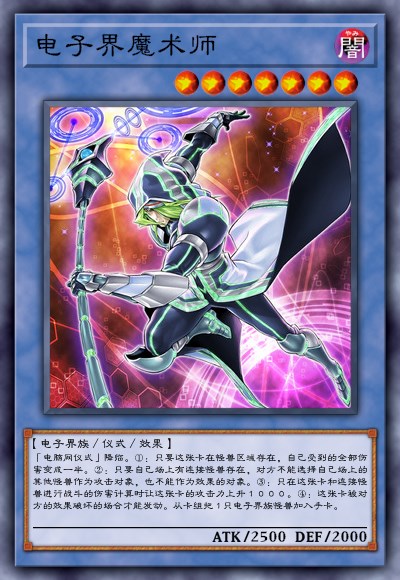 电子界魔术师
やみ
闇
【电子界族／仪式／效果】
「电脑网仪式」降临。①：只要这张卡在怪兽区域存在，自己受到的全部伤
害变成一半。②：只要自己场上有连接怪兽存在，对方不能选择自己场上的
其他怪兽作为攻击对象，也不能作为效果的对象。③：只在这张卡和连接怪
兽进行战斗的伤害计算时让这张卡的攻击力上升１０００。④：这张卡被对
方的效果破坏的场合才能发动。从卡组把１只电子界族怪兽加入手卡。
ATK/2500 DEF/2000